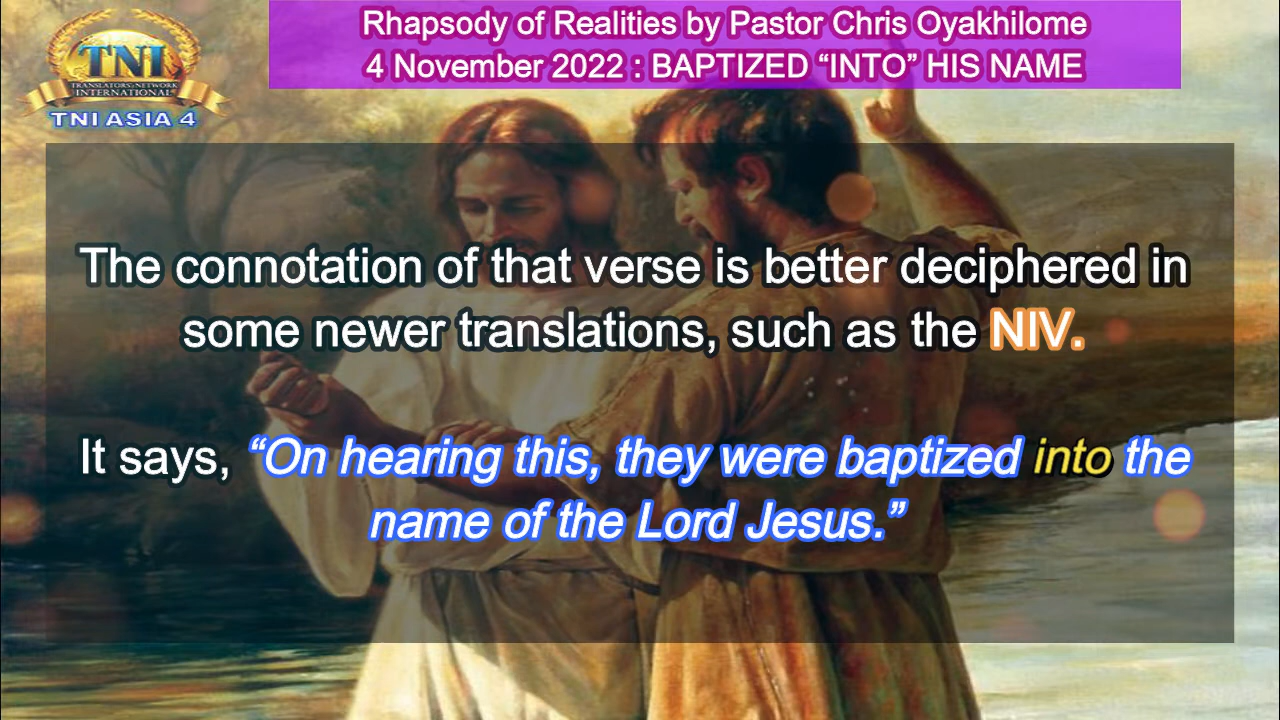 Rhapsody of Realities by Pastor Chris Oyakhilome
4 November 2022 : BAPTIZED “INTO” HIS NAME
TNI
TRANSLATORS NETWORK
INTERNATIONAL
TNI ASIA 4
The connotation of that verse is better deciphered in
some newer translations, such as the NIV.
It says, “On hearing this, they were baptized into the
name of the Lord Jesus.”